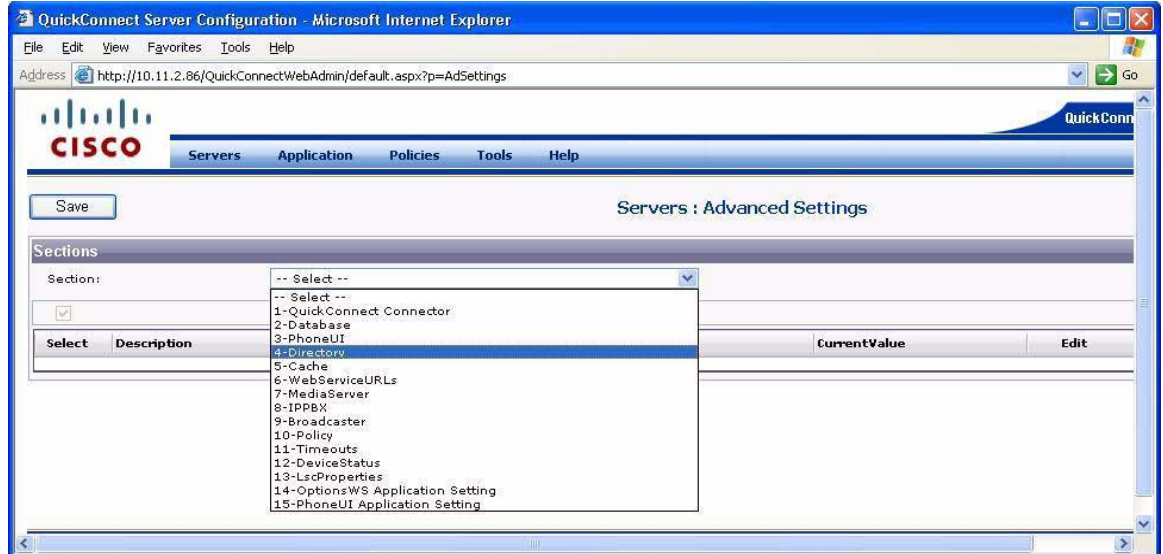 QuickConnect Server Configuration - Microsoft Internet Explorer
File Edit View Favorites Tools Help
Address http://10.11.2.86/QuickConnectWebAdmin/default.aspx?p=AdSettings Go
CISCO
QuickConn
Servers Application Policies Tools Help
Save
Servers : Advanced Settings
Sections
Section:
-- Select --
-- Select --
1-QuickConnect Connector
2-Database
3-PhoneUI
4-Directory
5-Cache
6-WebServiceURLs
7-MediaServer
8-IPPBX
9-Broadcaster
10-Policy
11-Timeouts
12-DeviceStatus
13-LscProperties
14-OptionsWS Application Setting
15-PhoneUI Application Setting
Select Description CurrentValue Edit